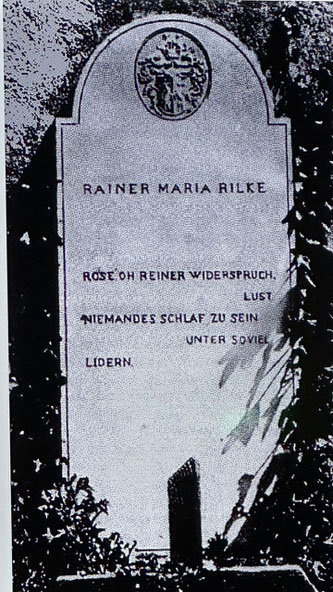 RAINER MARIA RILKE
ROSE OH REINER WIDERSPRUCH,
LUST
NIEMANDES SCHLAF ZU SEIN
UNTER SOVIEL
LIDERN.